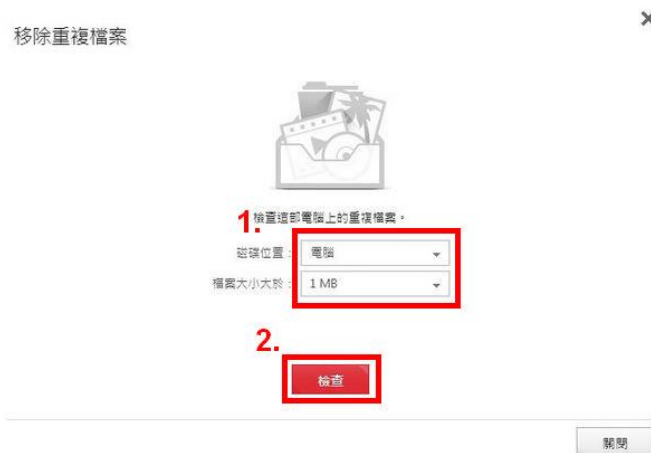 移除重複檔案
1.
檢查這部電腦上的重複檔案。
磁碟位置： 電腦
檔案大小大於： 1 MB
2.
檢查
關閉